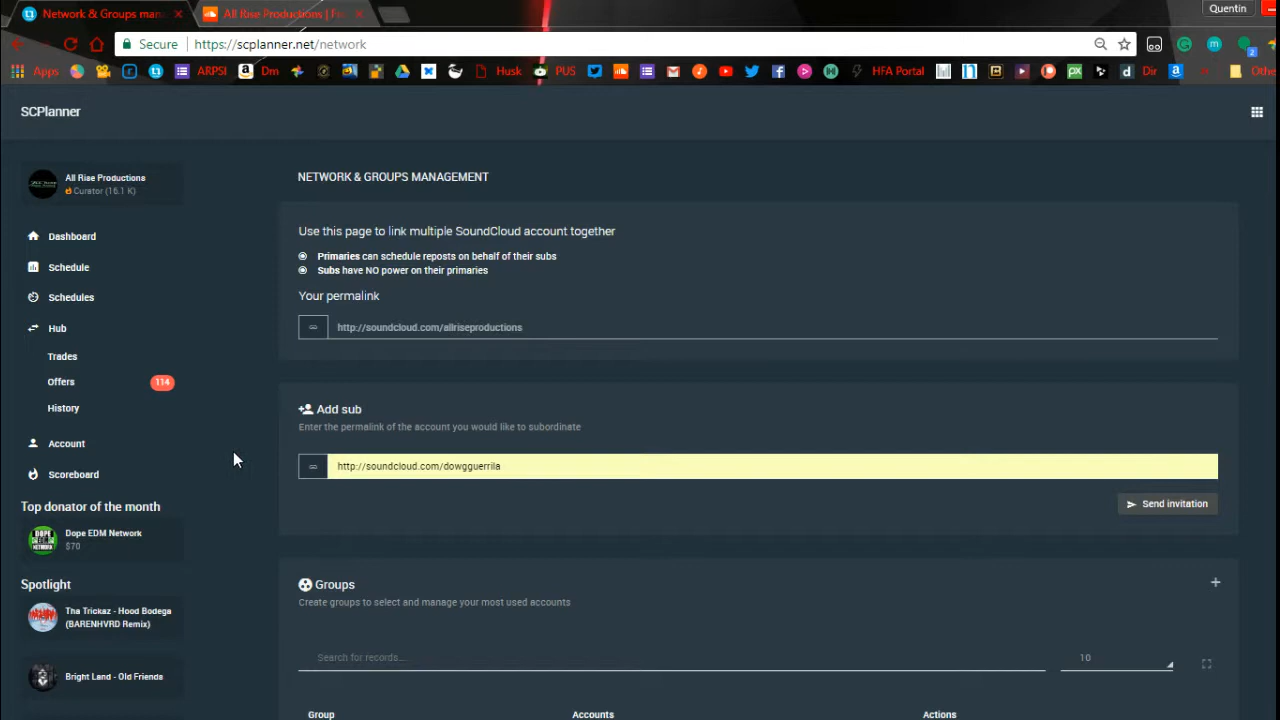 Network & Groups man
All Rise Productions | Fr
Quentin
Secure
https://scplanner.net/network
2
Apps
ARPSI
Dm
Husk
PUS
HFA Portal
Dir
Othe
SCPlanner
All Rise Productions
Curator (16.1 K)
Dashboard
Schedule
Schedules
Hub
Trades
Offers
114
History
Account
Scoreboard
Top donator of the month
Dope EDM Network
$70
Spotlight
Tha Trickaz - Hood Bodega
(BARENHVRD Remix)
Bright Land - Old Friends
NETWORK & GROUPS MANAGEMENT
Use this page to link multiple SoundCloud account together
Primaries can schedule reposts on behalf of their subs
Subs have NO power on their primaries
Your permalink
http://soundcloud.com/allriseproductions
Add sub
Enter the permalink of the account you would like to subordinate
http://soundcloud.com/dowgguerrila
Send invitation
Groups
Create groups to select and manage your most used accounts
Search for records...
10
Group
Accounts
Actions